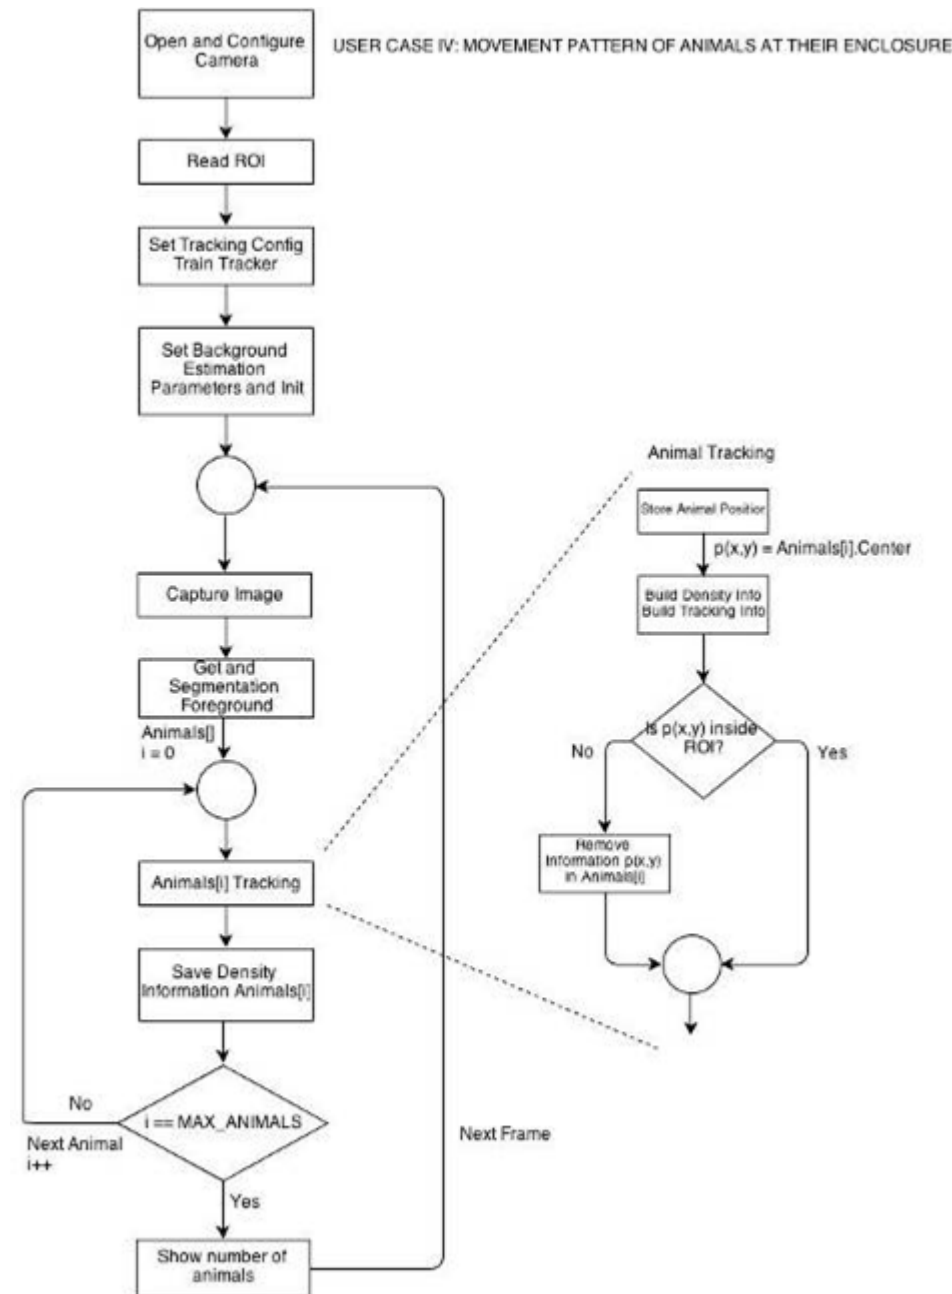 Open and Configure
Camera
USER CASE IV: MOVEMENT PATTERN OF ANIMALS AT THEIR ENCLOSURE
Read ROI
Set Tracking Config
Train Tracker
Set Background
Estimation
Parameters and Init
Capture Image
Get and
Segmentation
Foreground
Animals[]
i = 0
Animals[i] Tracking
Save Density
Information Animals[i]
i == MAX_ANIMALS
No
Next Animal
i++
Yes
Show number of
animals
Next Frame
Animal Tracking
Store Animal Position
p(x,y) = Animals[i].Center
Build Density Info
Build Tracking Info
Is p(x,y) inside
ROI?
No
Yes
Remove
Information p(x,y)
in Animals[i]